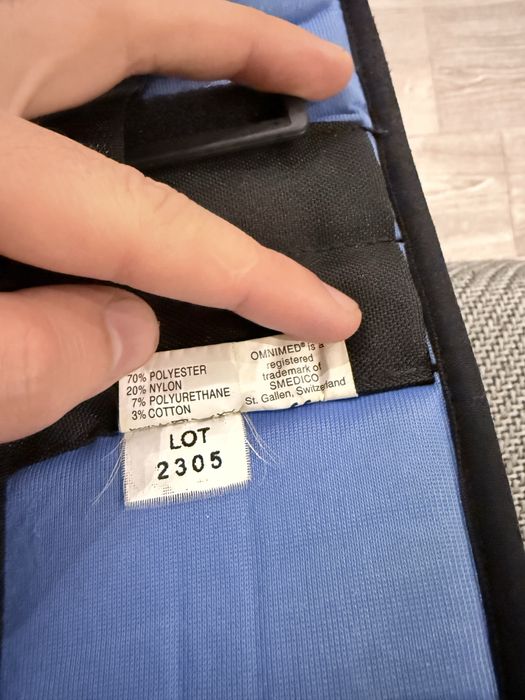 70% POLYESTER
20% NYLON
7% POLYURETHANE
3% COTTON
OMNIMED® is a
registered
trademark of
SMEDICO
St. Gallen, Switzerland
LOT
2305